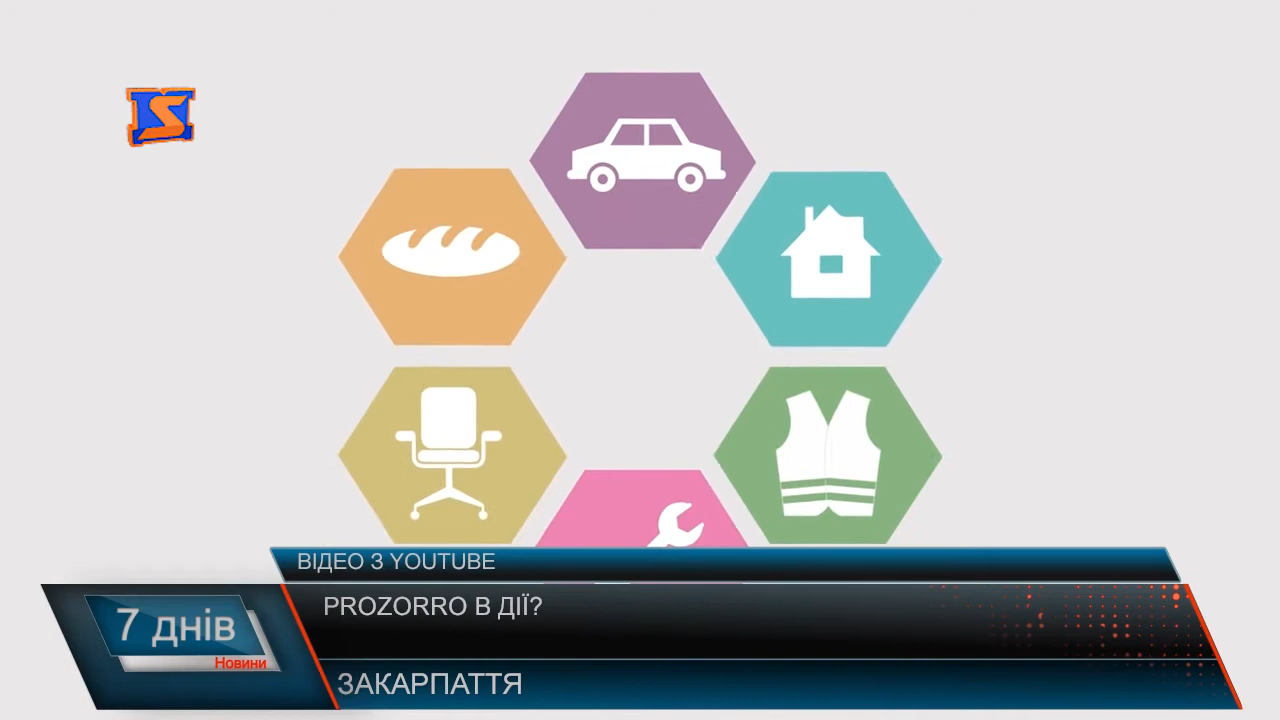 ВІДЕО З YOUTUBE
PROZORRO В ДІЇ?
7 днів
Новини
ЗАКАРПАТТЯ